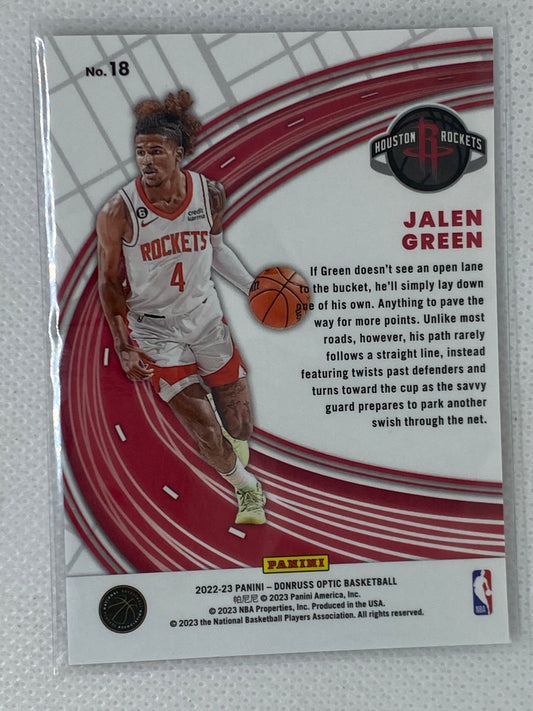 No. 18
HOUSTON R ROCKETS
JALEN
GREEN
6
credit
karma
ROCKETS
4
If Green doesn't see an open lane
to the bucket, he'll simply lay down
one of his own. Anything to pave the
way for more points. Unlike most
roads, however, his path rarely
follows a straight line, instead
featuring twists past defenders and
turns toward the cup as the savvy
guard prepares to park another
swish through the net.
PANINI
2022-23 PANINI – DONRUSS OPTIC BASKETBALL
帕尼尼 © 2023 Panini America, Inc.
© 2023 NBA Properties, Inc. Produced in the USA.
© 2023 the National Basketball Players Association. All rights reserved.
NBA